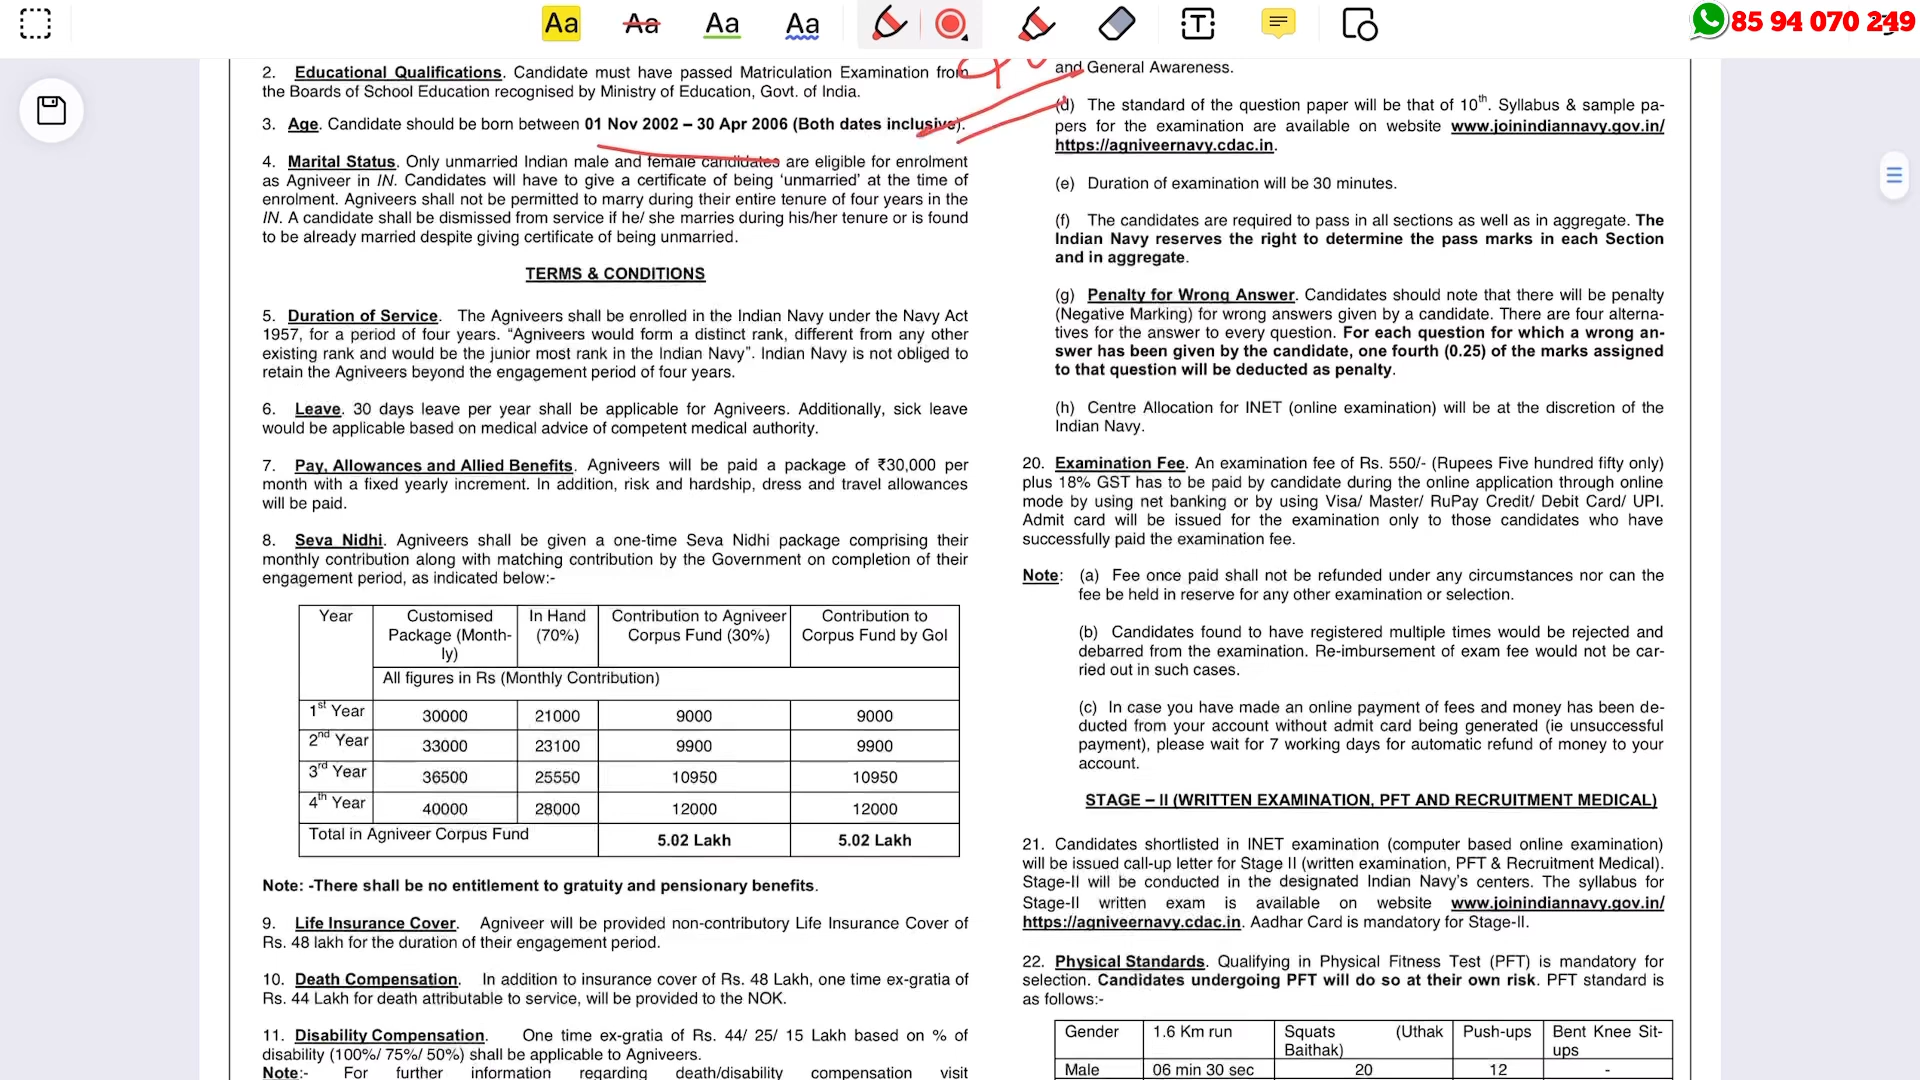 Aa Aa Aa Aa T
85 94 070 249
2. Educational Qualifications. Candidate must have passed Matriculation Examination from
the Boards of School Education recognised by Ministry of Education, Govt. of India.
3. Age. Candidate should be born between 01 Nov 2002 – 30 Apr 2006 (Both dates inclusive).
4. Marital Status. Only unmarried Indian male and female candidates are eligible for enrolment
as Agniveer in IN. Candidates will have to give a certificate of being ‘unmarried’ at the time of
enrolment. Agniveers shall not be permitted to marry during their entire tenure of four years in the
IN. A candidate shall be dismissed from service if he/ she marries during his/her tenure or is found
to be already married despite giving certificate of being unmarried.
TERMS & CONDITIONS
5. Duration of Service. The Agniveers shall be enrolled in the Indian Navy under the Navy Act
1957, for a period of four years. “Agniveers would form a distinct rank, different from any other
existing rank and would be the junior most rank in the Indian Navy”. Indian Navy is not obliged to
retain the Agniveers beyond the engagement period of four years.
6. Leave. 30 days leave per year shall be applicable for Agniveers. Additionally, sick leave
would be applicable based on medical advice of competent medical authority.
7. Pay, Allowances and Allied Benefits. Agniveers will be paid a package of ₹30,000 per
month with a fixed yearly increment. In addition, risk and hardship, dress and travel allowances
will be paid.
8. Seva Nidhi. Agniveers shall be given a one-time Seva Nidhi package comprising their
monthly contribution along with matching contribution by the Government on completion of their
engagement period, as indicated below:-
Year Customised In Hand Contribution to Agniveer Contribution to
Package (Month- (70%) Corpus Fund (30%) Corpus Fund by GoI
ly)
All figures in Rs (Monthly Contribution)
1st Year 30000 21000 9000 9000
2nd Year 33000 23100 9900 9900
3rd Year 36500 25550 10950 10950
4th Year 40000 28000 12000 12000
Total in Agniveer Corpus Fund 5.02 Lakh 5.02 Lakh
Note: -There shall be no entitlement to gratuity and pensionary benefits.
9. Life Insurance Cover. Agniveer will be provided non-contributory Life Insurance Cover of
Rs. 48 lakh for the duration of their engagement period.
10. Death Compensation. In addition to insurance cover of Rs. 48 Lakh, one time ex-gratia of
Rs. 44 Lakh for death attributable to service, will be provided to the NOK.
11. Disability Compensation. One time ex-gratia of Rs. 44/ 25/ 15 Lakh based on % of
disability (100%/ 75%/ 50%) shall be applicable to Agniveers.
Note:- For further information regarding death/disability compensation visit
and General Awareness.
(d) The standard of the question paper will be that of 10th. Syllabus & sample pa-
pers for the examination are available on website www.joinindiannavy.gov.in/
https://agniveernavy.cdac.in.
(e) Duration of examination will be 30 minutes.
(f) The candidates are required to pass in all sections as well as in aggregate. The
Indian Navy reserves the right to determine the pass marks in each Section
and in aggregate.
(g) Penalty for Wrong Answer. Candidates should note that there will be penalty
(Negative Marking) for wrong answers given by a candidate. There are four alterna-
tives for the answer to every question. For each question for which a wrong an-
swer has been given by the candidate, one fourth (0.25) of the marks assigned
to that question will be deducted as penalty.
(h) Centre Allocation for INET (online examination) will be at the discretion of the
Indian Navy.
20. Examination Fee. An examination fee of Rs. 550/- (Rupees Five hundred fifty only)
plus 18% GST has to be paid by candidate during the online application through online
mode by using net banking or by using Visa/ Master/ RuPay Credit/ Debit Card/ UPI.
Admit card will be issued for the examination only to those candidates who have
successfully paid the examination fee.
Note: (a) Fee once paid shall not be refunded under any circumstances nor can the
fee be held in reserve for any other examination or selection.
(b) Candidates found to have registered multiple times would be rejected and
debarred from the examination. Re-imbursement of exam fee would not be car-
ried out in such cases.
(c) In case you have made an online payment of fees and money has been de-
ducted from your account without admit card being generated (ie unsuccessful
payment), please wait for 7 working days for automatic refund of money to your
account.
STAGE – II (WRITTEN EXAMINATION, PFT AND RECRUITMENT MEDICAL)
21. Candidates shortlisted in INET examination (computer based online examination)
will be issued call-up letter for Stage II (written examination, PFT & Recruitment Medical).
Stage-II will be conducted in the designated Indian Navy’s centers. The syllabus for
Stage-II written exam is available on website www.joinindiannavy.gov.in/
https://agniveernavy.cdac.in. Aadhar Card is mandatory for Stage-II.
22. Physical Standards. Qualifying in Physical Fitness Test (PFT) is mandatory for
selection. Candidates undergoing PFT will do so at their own risk. PFT standard is
as follows:-
Gender 1.6 Km run Squats (Uthak Push-ups Bent Knee Sit-
Baithak) ups
Male 06 min 30 sec 20 12 -